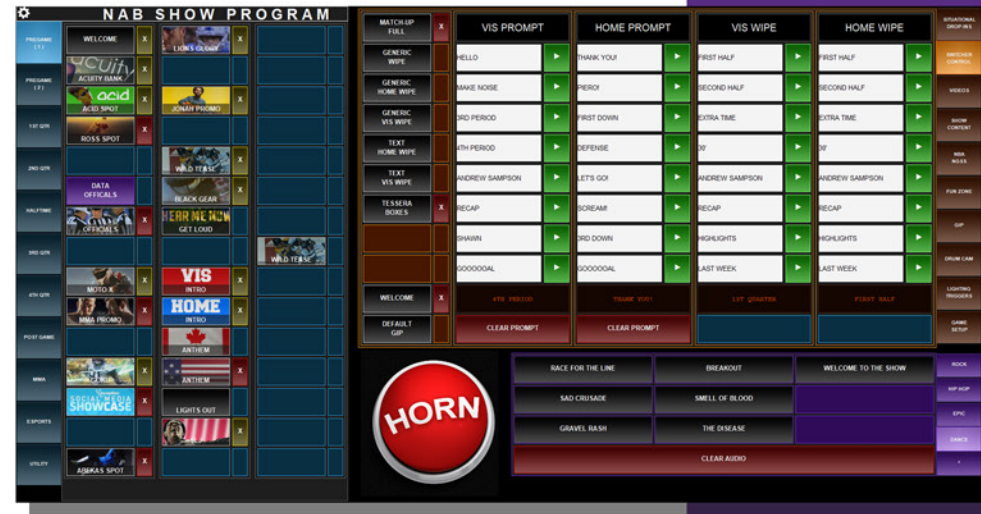 NAB SHOW PROGRAM
PREGAME
( 1 )
PREGAME
( 2 )
1ST QTR
2ND QTR
HALFTIME
3RD QTR
4TH QTR
POST GAME
MMA
ESPORTS
UTILITY
WELCOME
X
LIONS GLORY
X
acuity
ACUITY BANK
X
acid
ACID SPOT
X
JONAH PROMO
X
ROSS SPOT
X
WILD TEASE
X
DATA
OFFICALS
BLACK GEAR
X
OFFICIALS
X
HEAR ME NOW
GET LOUD
WILD TEASE
MOTO X
X
VIS
INTRO
MMA PROMO
X
HOME
INTRO
ANTHEM
X
ANTHEM
X
SOCIAL MEDIA
SHOWCASE
X
LIGHTS OUT
X
ABEKAS SPOT
X
MATCH-UP
FULL
X
GENERIC
WIPE
GENERIC
HOME WIPE
GENERIC
VIS WIPE
TEXT
HOME WIPE
TEXT
VIS WIPE
TESSERA
BOXES
X
WELCOME
X
DEFAULT
GIP
VIS PROMPT
HELLO
MAKE NOISE
3RD PERIOD
4TH PERIOD
ANDREW SAMPSON
RECAP
SHAWN
GOOOOOAL
4TH PERIOD
CLEAR PROMPT
HOME PROMPT
THANK YOU!
PIERO!
FIRST DOWN
DEFENSE
LET'S GO!
SCREAM!
3RD DOWN
GOOOOOAL
THANK YOU!
CLEAR PROMPT
VIS WIPE
FIRST HALF
SECOND HALF
EXTRA TIME
30'
ANDREW SAMPSON
RECAP
HIGHLIGHTS
LAST WEEK
1ST QUARTER
HOME WIPE
FIRST HALF
SECOND HALF
EXTRA TIME
30'
ANDREW SAMPSON
RECAP
HIGHLIGHTS
LAST WEEK
FIRST HALF
SITUATIONAL
DROP INS
SWITCHER
CONTROL
VIDEOS
SHOW
CONTENT
NBA
NGSS
FUN ZONE
GIP
DRUM CAM
LIGHTING
TRIGGERS
GAME
SETUP
HORN
RACE FOR THE LINE
BREAKOUT
WELCOME TO THE SHOW
SAD CRUSADE
SMELL OF BLOOD
GRAVEL RASH
THE DISEASE
CLEAR AUDIO
ROCK
HIP HOP
EPIC
DANCE